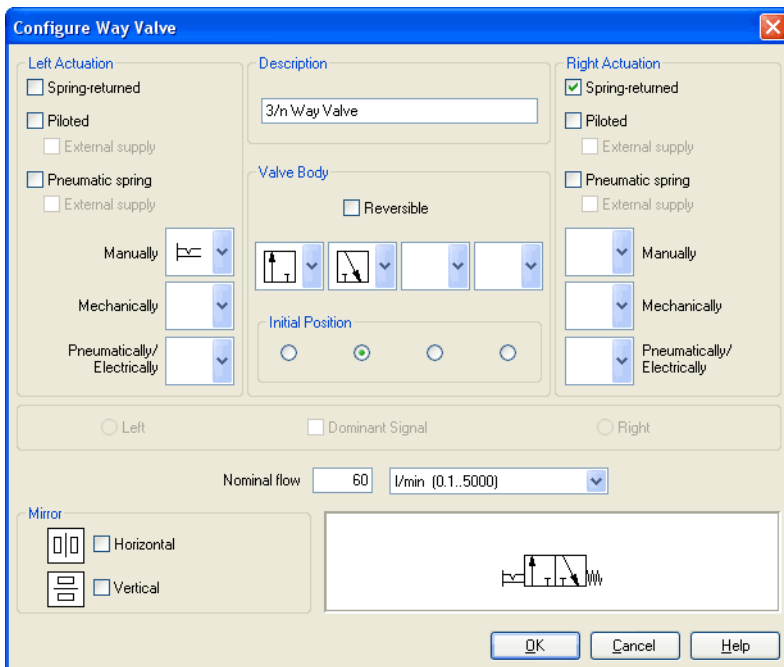 Configure Way Valve
Left Actuation
Spring-returned
Piloted
External supply
Pneumatic spring
External supply
Manually
Mechanically
Pneumatically/
Electrically
Description
3/n Way Valve
Valve Body
Reversible
Initial Position
Right Actuation
Spring-returned
Piloted
External supply
Pneumatic spring
External supply
Manually
Mechanically
Pneumatically/
Electrically
Left
Dominant Signal
Right
Nominal flow 60 l/min (0.1..5000)
Mirror
Horizontal
Vertical
OK Cancel Help